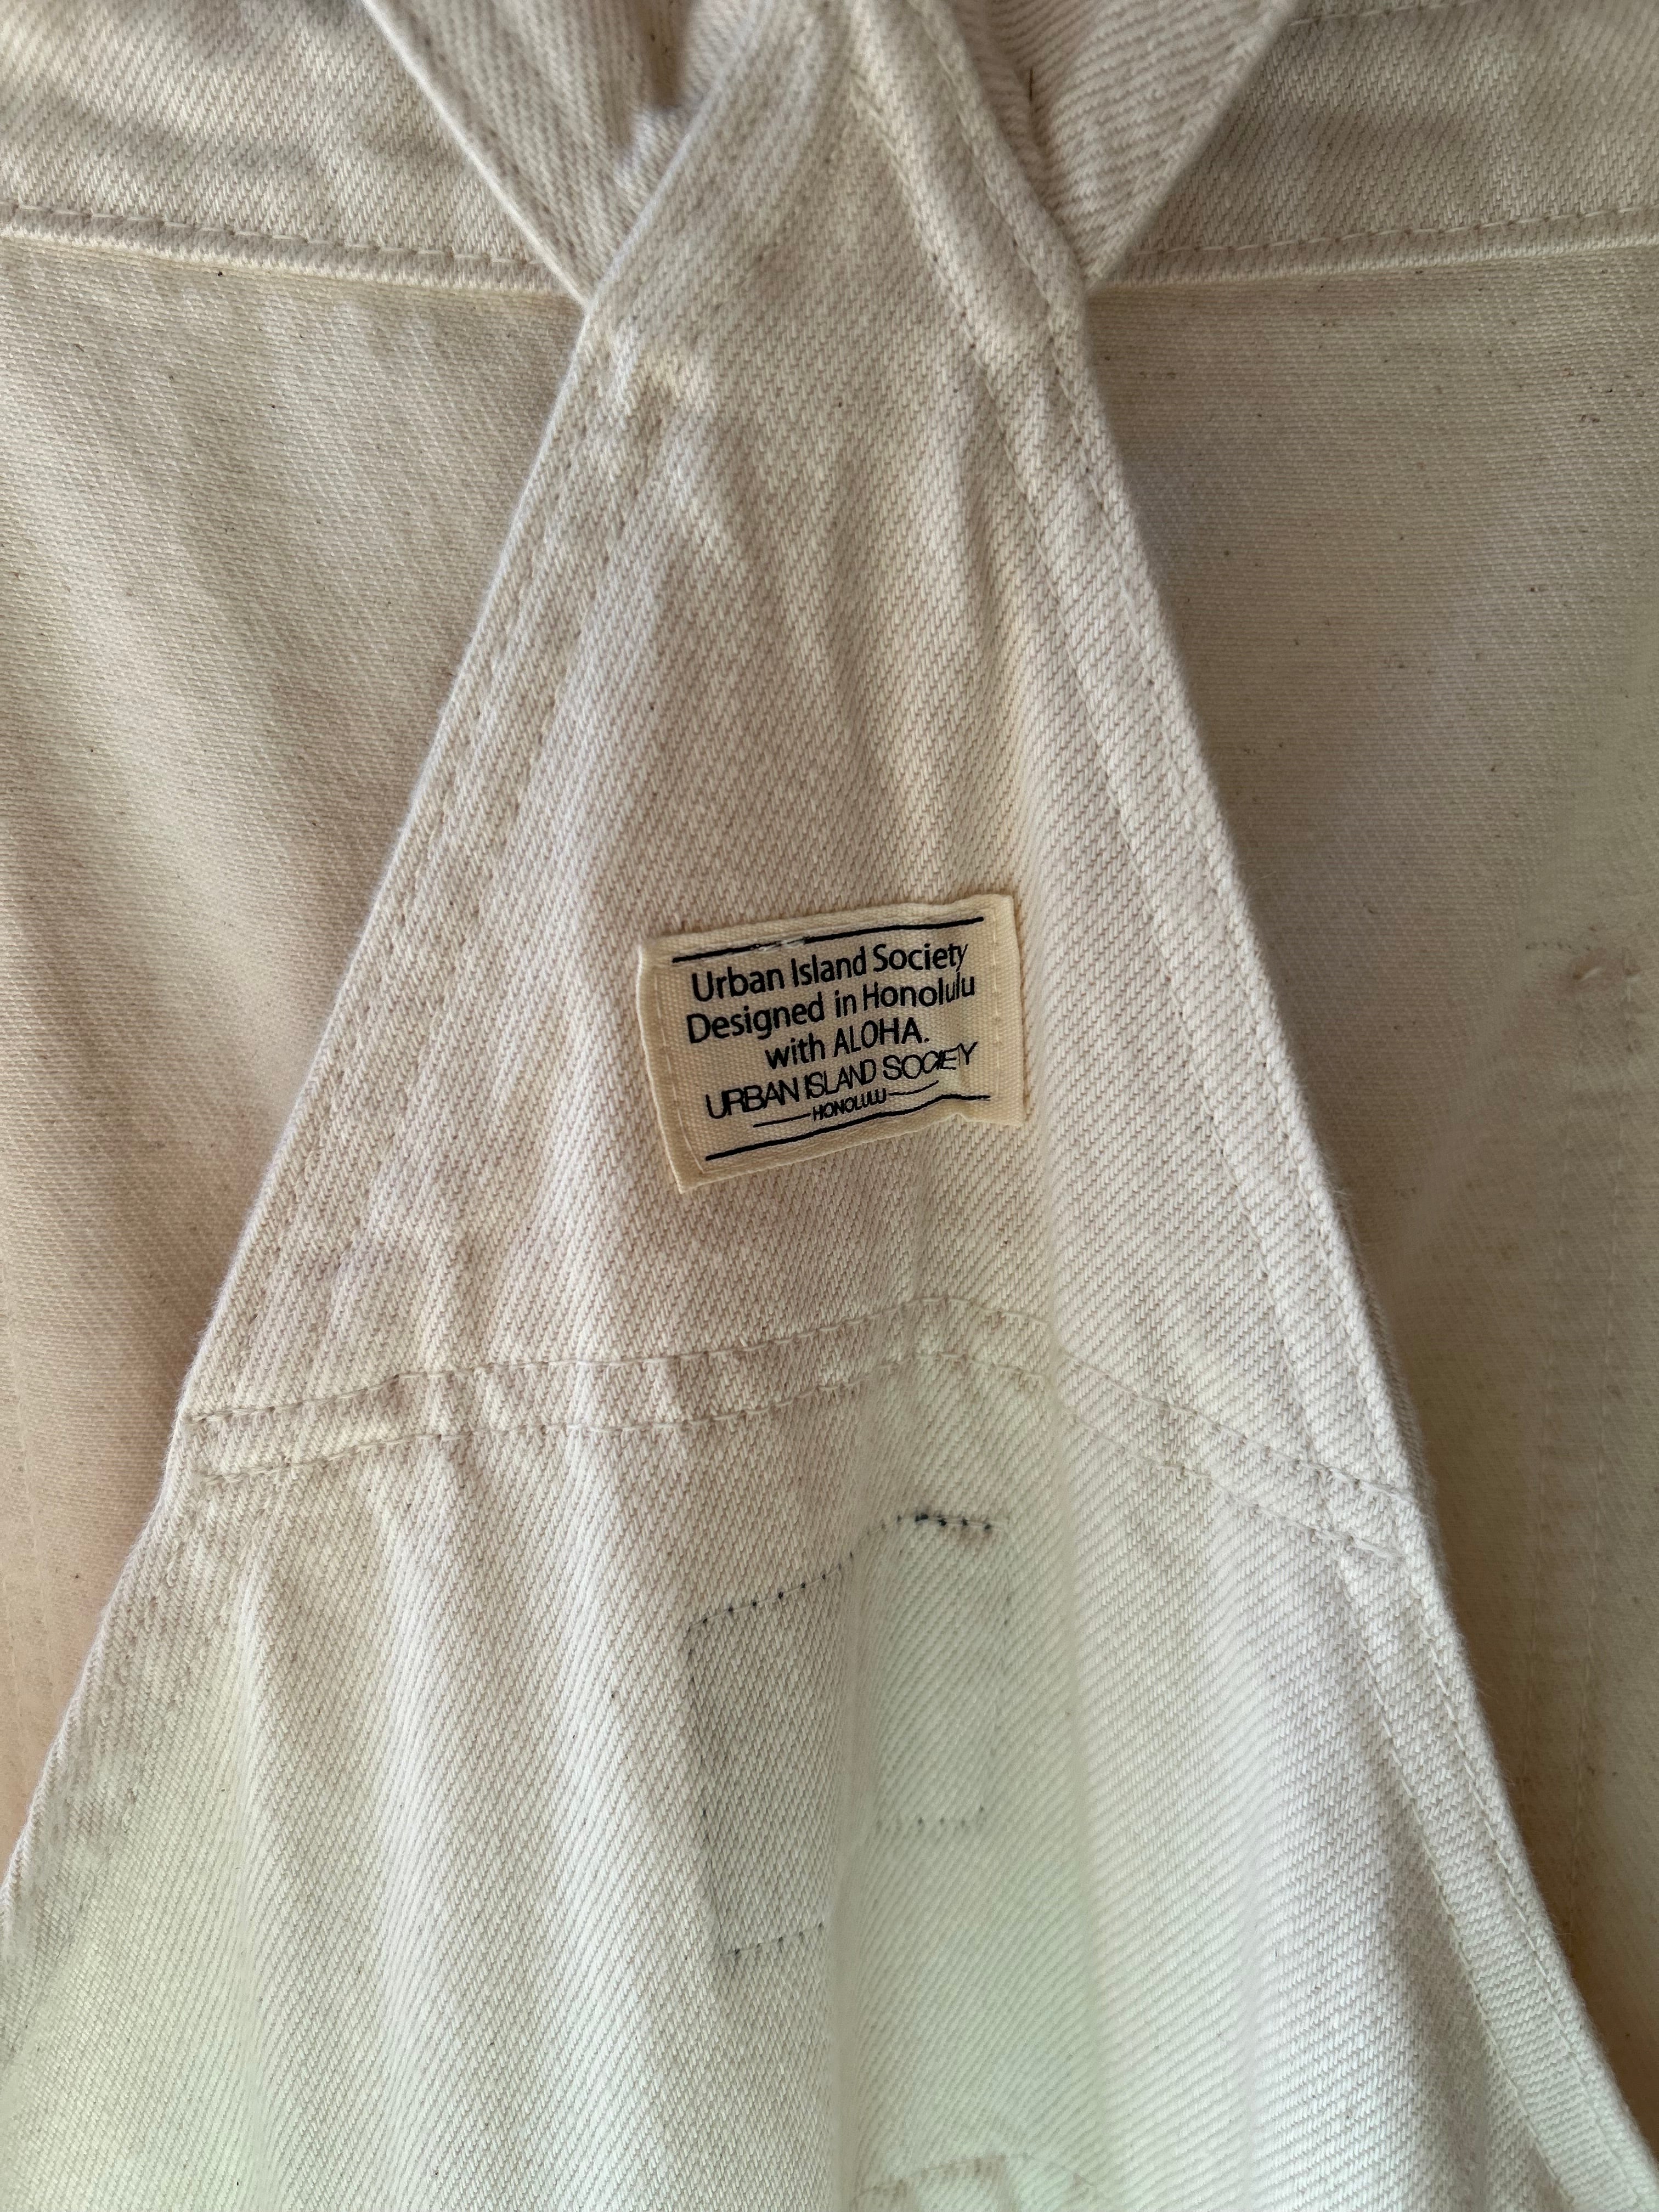 Urban Island Society
Designed in Honolulu
with ALOHA.
URBAN ISLAND SOCIETY
HONOLULU